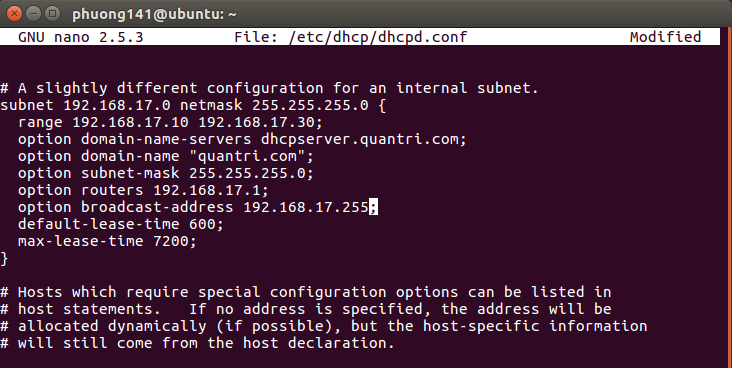 phuong141@ubuntu: ~
GNU nano 2.5.3 File: /etc/dhcp/dhcpd.conf Modified
# A slightly different configuration for an internal subnet.
subnet 192.168.17.0 netmask 255.255.255.0 {
  range 192.168.17.10 192.168.17.30;
  option domain-name-servers dhcpserver.quantri.com;
  option domain-name "quantri.com";
  option subnet-mask 255.255.255.0;
  option routers 192.168.17.1;
  option broadcast-address 192.168.17.255;
  default-lease-time 600;
  max-lease-time 7200;
}
# Hosts which require special configuration options can be listed in
# host statements.   If no address is specified, the address will be
# allocated dynamically (if possible), but the host-specific information
# will still come from the host declaration.